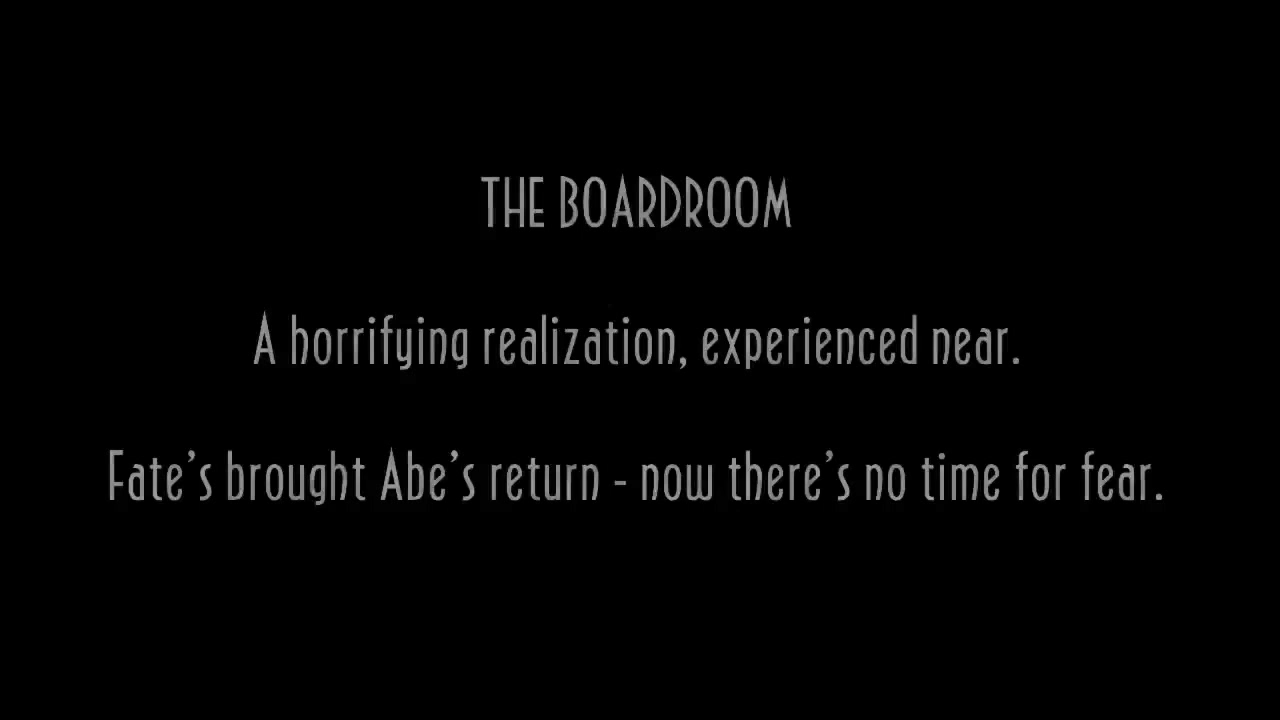 THE BOARDROOM
A horrifying realization, experienced near.
Fate's brought Abe's return - now there's no time for fear.